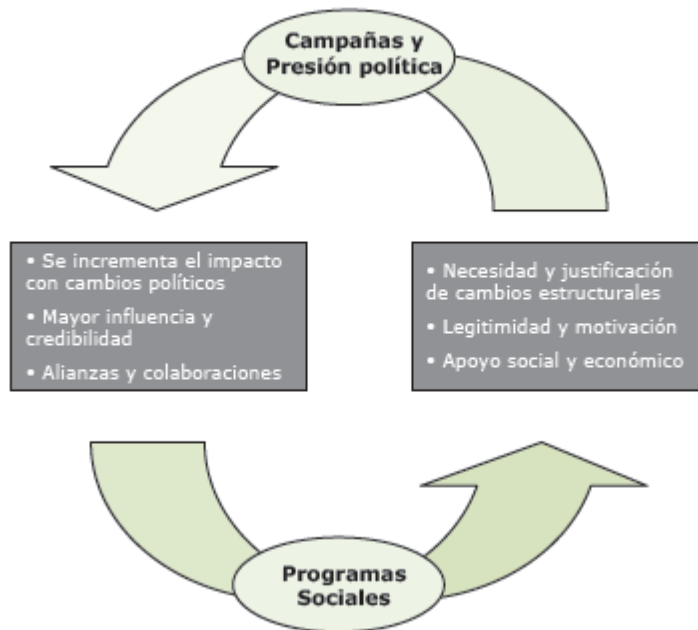 Campañas y
Presión política
• Se incrementa el impacto
con cambios políticos
• Mayor influencia y
credibilidad
• Alianzas y colaboraciones
• Necesidad y justificación
de cambios estructurales
• Legitimidad y motivación
• Apoyo social y económico
Programas
Sociales